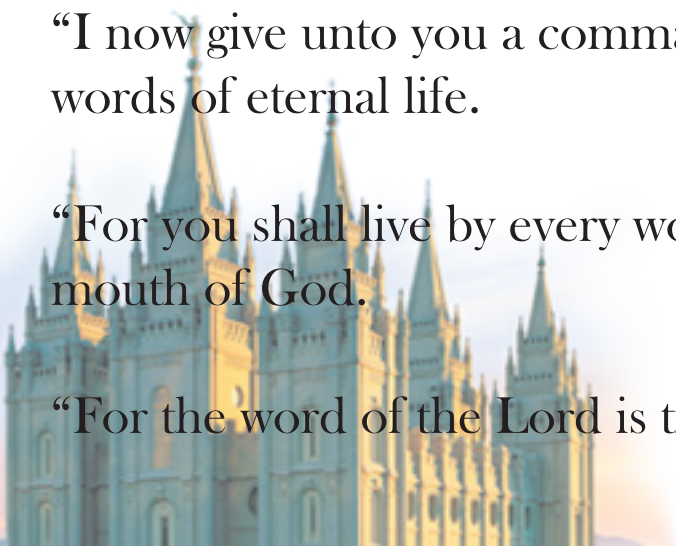 “I now give unto you a comma
words of eternal life.
“For you shall live by every wo
mouth of God.
“For the word of the Lord is t